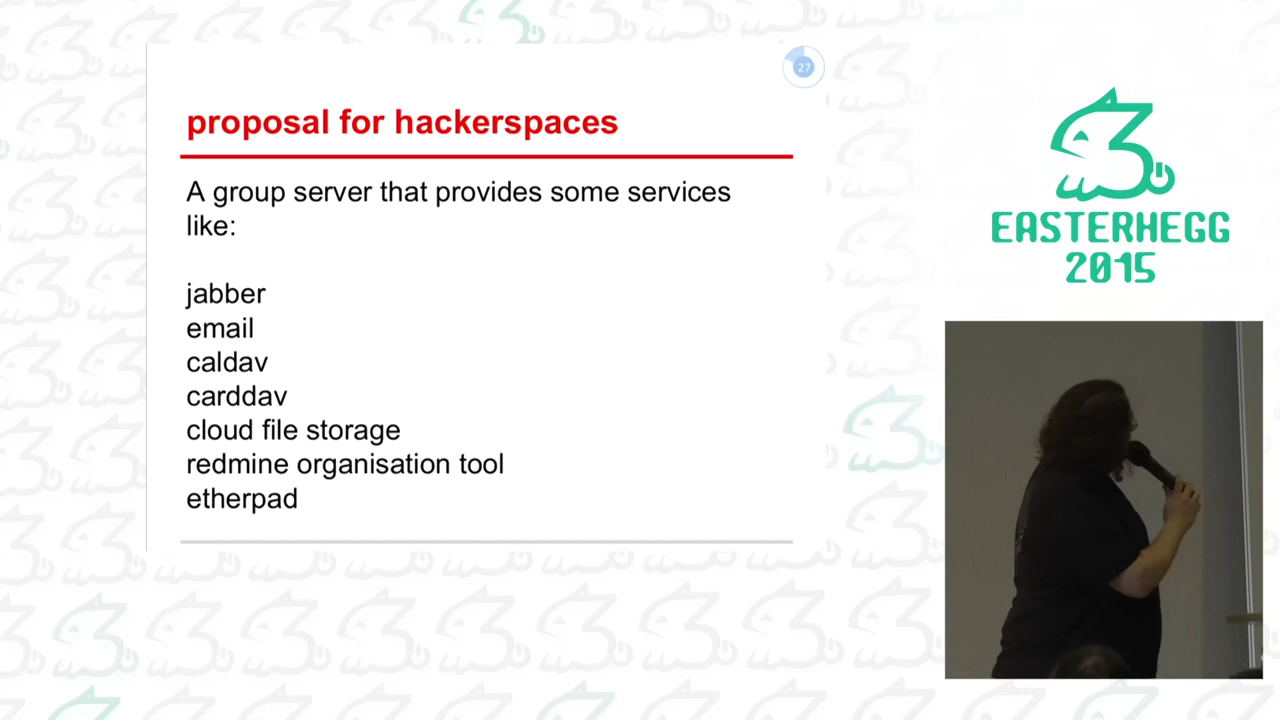 27
proposal for hackerspaces
A group server that provides some services
like:
jabber
email
caldav
carddav
cloud file storage
redmine organisation tool
etherpad
EASTERHEGG
2015